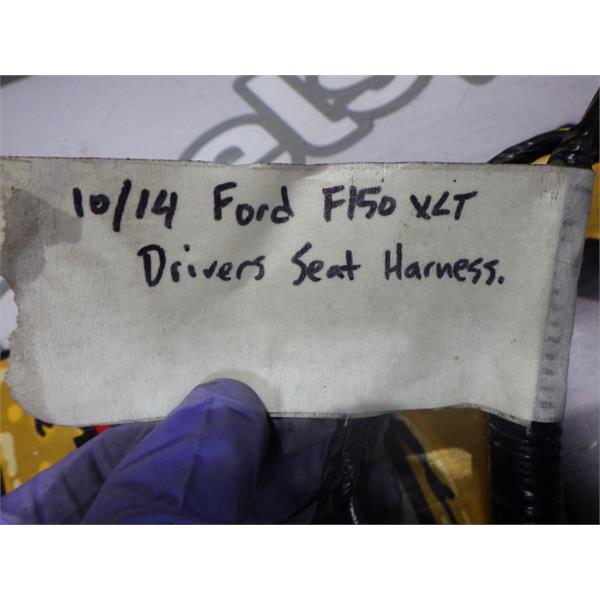 10/14 Ford F150 XLT
Drivers Seat Harness.